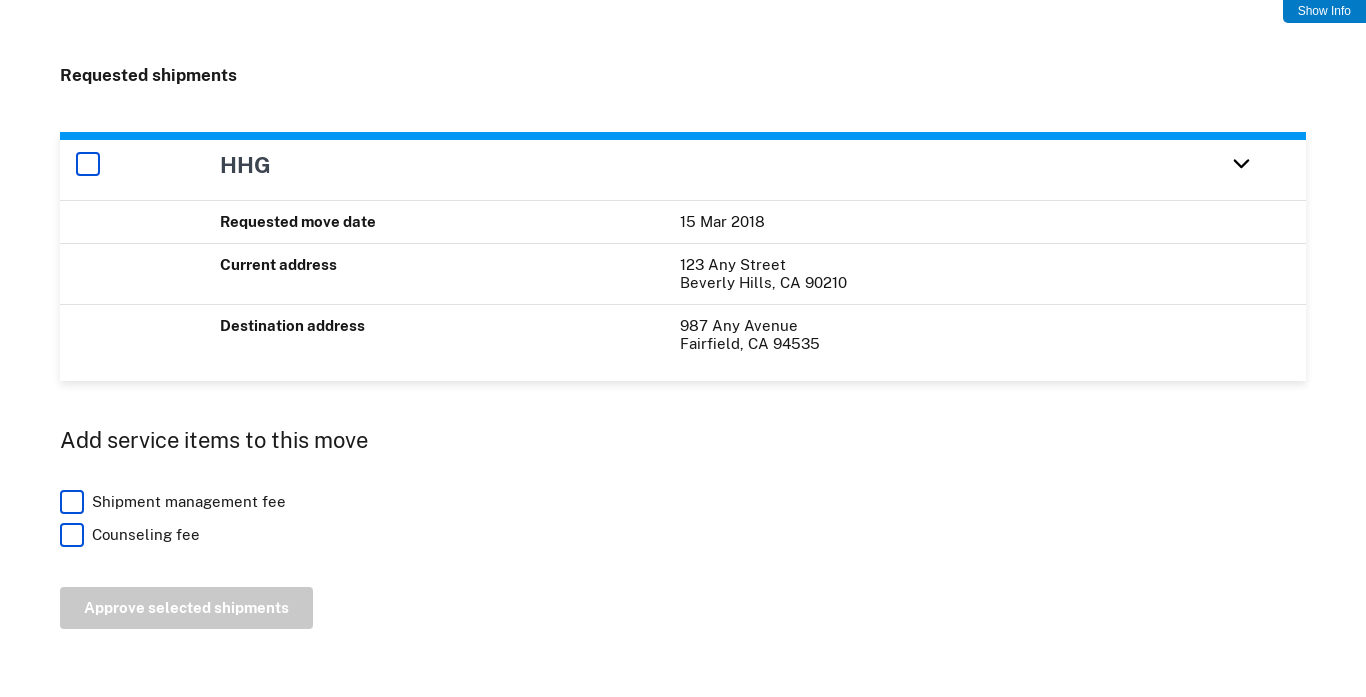 Show Info
Requested shipments
HHG
Requested move date
15 Mar 2018
Current address
123 Any Street
Beverly Hills, CA 90210
Destination address
987 Any Avenue
Fairfield, CA 94535
Add service items to this move
Shipment management fee
Counseling fee
Approve selected shipments